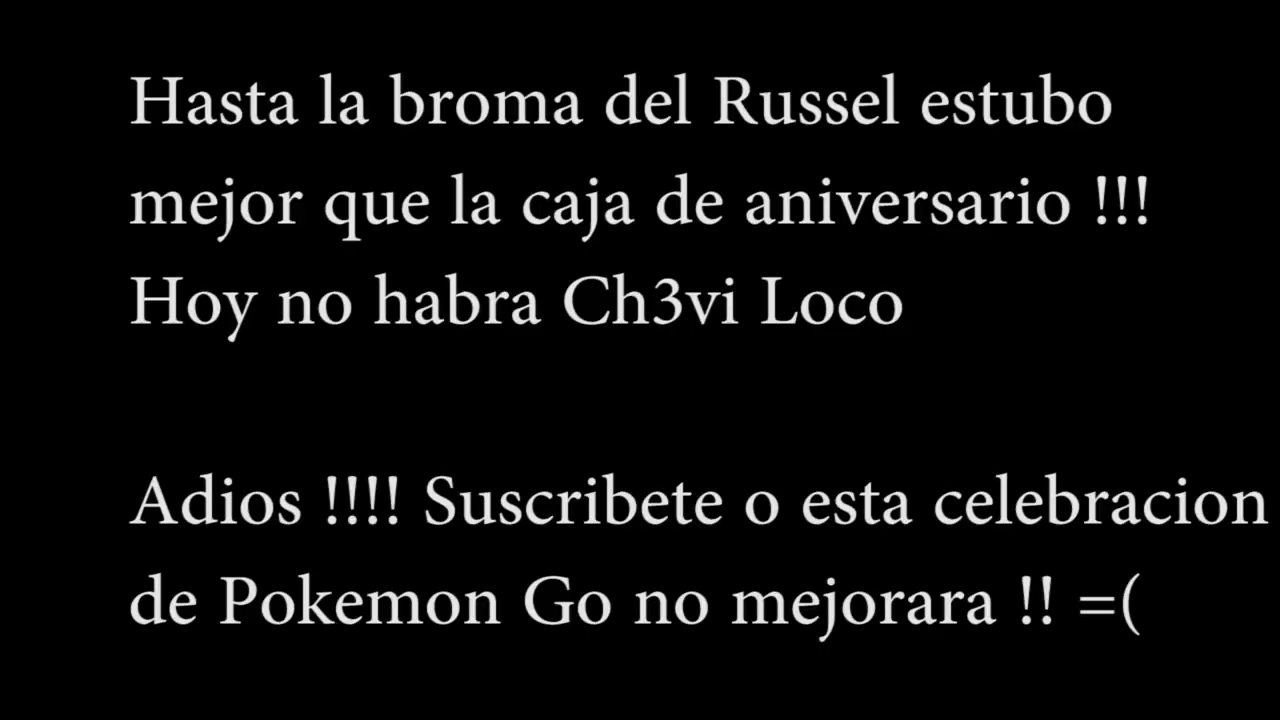 Hasta la broma del Russel estubo
mejor que la caja de aniversario !!!
Hoy no habra Ch3vi Loco
Adios !!!! Suscribete o esta celebracion
de Pokemon Go no mejorara !! =(